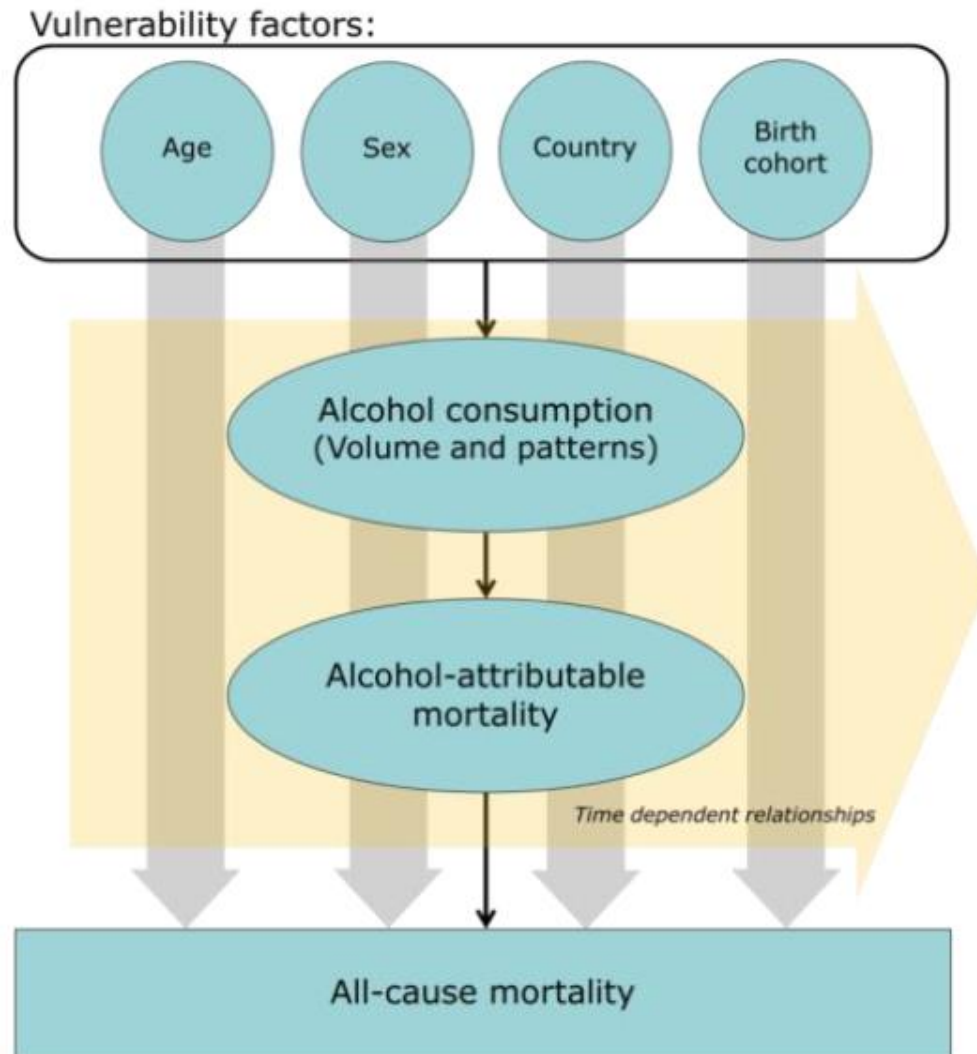 Vulnerability factors:
Age
Sex
Country
Birth
cohort
Alcohol consumption
(Volume and patterns)
Alcohol-attributable
mortality
Time dependent relationships
All-cause mortality